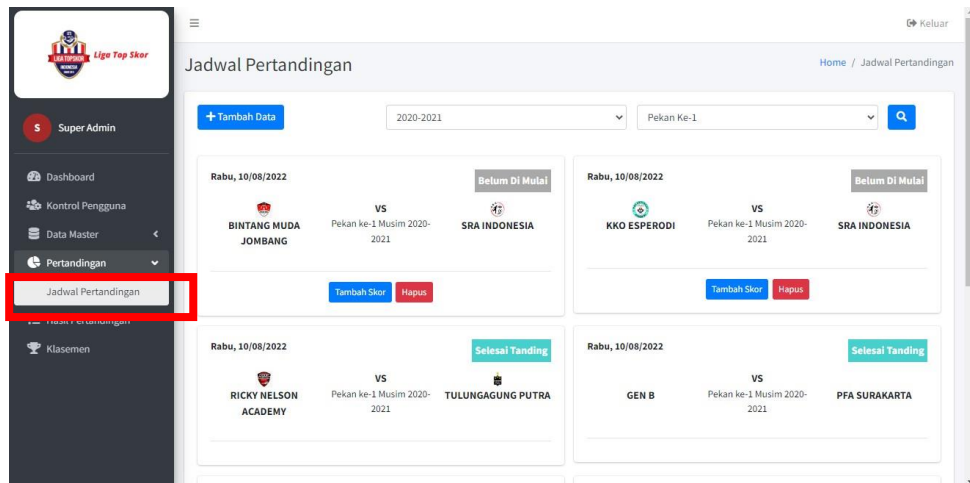 LIGA TOPSKOR
INDONESIA
Liga Top Skor
Keluar
Jadwal Pertandingan
Home / Jadwal Pertandingan
S Super Admin
Dashboard
Kontrol Pengguna
Data Master
Pertandingan
Jadwal Pertandingan
Hasil Pertandingan
Klasemen
+ Tambah Data
2020-2021
Pekan Ke-1
Rabu, 10/08/2022
Belum Di Mulai
BINTANG MUDA
JOMBANG
VS
Pekan ke-1 Musim 2020-
2021
SRA INDONESIA
Tambah Skor Hapus
Rabu, 10/08/2022
Belum Di Mulai
KKO ESPERODI
VS
Pekan ke-1 Musim 2020-
2021
SRA INDONESIA
Tambah Skor Hapus
Rabu, 10/08/2022
Selesai Tanding
RICKY NELSON
ACADEMY
VS
Pekan ke-1 Musim 2020-
2021
TULUNGAGUNG PUTRA
Rabu, 10/08/2022
Selesai Tanding
GEN B
VS
Pekan ke-1 Musim 2020-
2021
PFA SURAKARTA